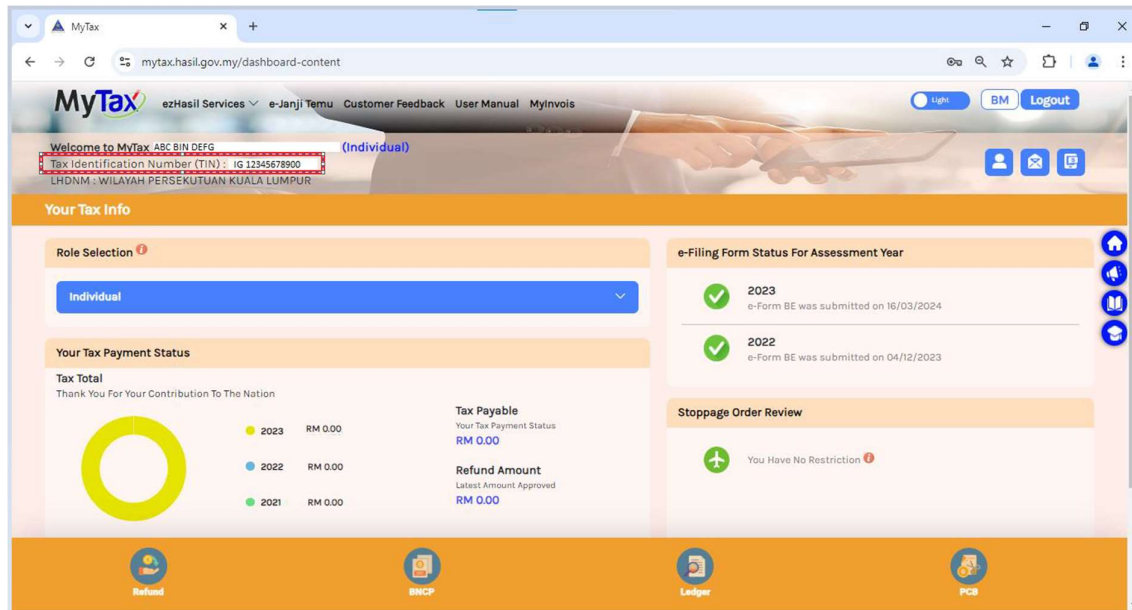 MyTax
mytax.hasil.gov.my/dashboard-content
MyTax ezHasil Services e-Janji Temu Customer Feedback User Manual MyInvois Light BM Logout
Welcome to MyTax ABC BIN DEFG (Individual)
Tax Identification Number (TIN) : IG 12345678900
LHDNM : WILAYAH PERSEKUTUAN KUALA LUMPUR
Your Tax Info
Role Selection
Individual
Your Tax Payment Status
Tax Total
Thank You For Your Contribution To The Nation
2023 RM 0.00
2022 RM 0.00
2021 RM 0.00
Tax Payable
Your Tax Payment Status
RM 0.00
Refund Amount
Latest Amount Approved
RM 0.00
e-Filing Form Status For Assessment Year
2023
e-Form BE was submitted on 16/03/2024
2022
e-Form BE was submitted on 04/12/2023
Stoppage Order Review
You Have No Restriction
Refund BNCP Ledger PCB